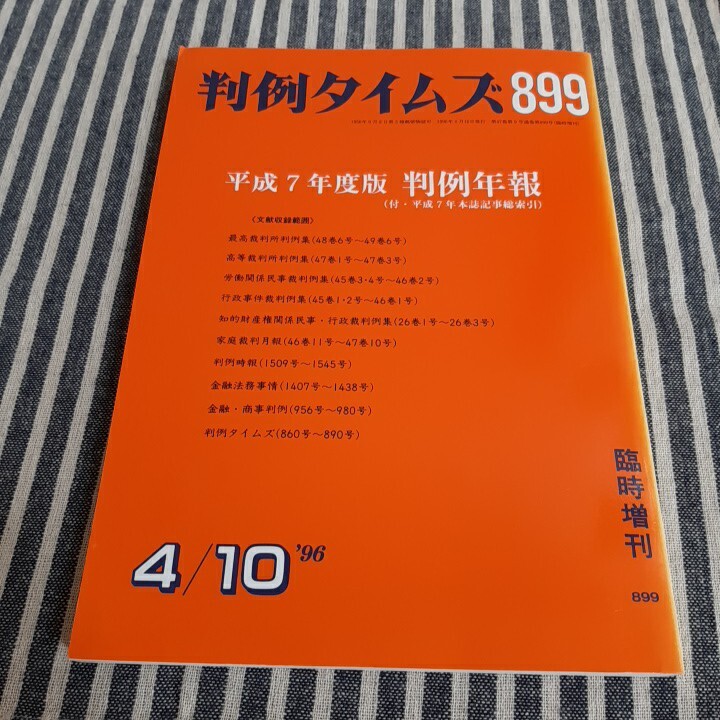 判例タイムズ899
平成7年度版 判例年報
(付・平成7年本誌記事総索引)
〈文献収録範囲〉
最高裁判所判例集(48巻6号～49巻6号)
高等裁判所判例集(47巻1号～47巻3号)
労働関係民事裁判例集(45巻3・4号～46巻2号)
行政事件裁判例集(45巻1・2号～46巻1号)
知的財産権関係民事・行政裁判例集(26巻1号～26巻3号)
家庭裁判月報(46巻11号～47巻10号)
判例時報(1509号～1545号)
金融法務事情(1407号～1438号)
金融・商事判例(956号～980号)
判例タイムズ(860号～890号)
臨時増刊
4/10 '96
899